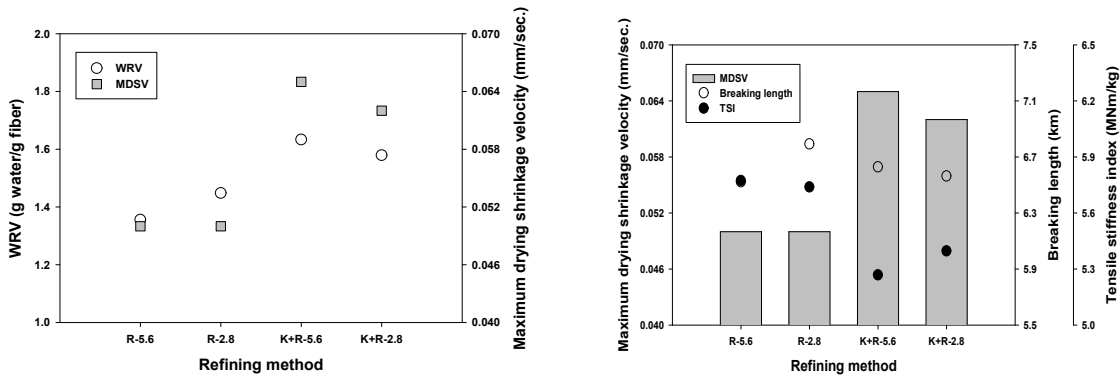 WRV (g water/g fiber)
2.0
1.8
1.6
1.4
1.2
1.0
WRV
MDSV
R-5.6
R-2.8
K+R-5.6
K+R-2.8
Refining method
0.070
0.064
0.058
0.052
0.046
0.040
Maximum drying shrinkage velocity (mm/sec.)
Maximum drying shrinkage velocity (mm/sec.)
0.070
0.064
0.058
0.052
0.046
0.040
MDSV
Breaking length
TSI
R-5.6
R-2.8
K+R-5.6
K+R-2.8
Refining method
7.5
7.1
6.7
6.3
5.9
5.5
Breaking length (km)
6.5
6.2
5.9
5.6
5.3
5.0
Tensile stiffness index (MNm/kg)